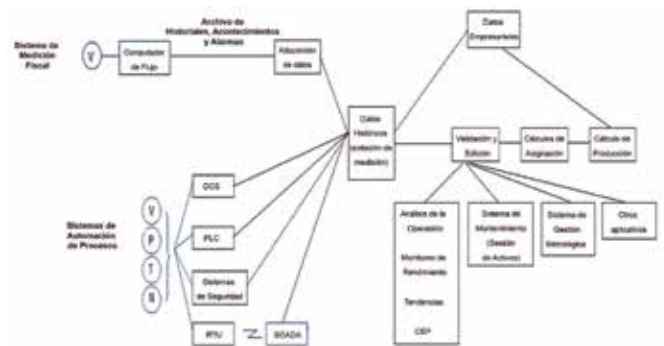 Sistema de
Medición
Fiscal
V
Computador
de Flujo
Archivo de
Historiales, Acontecimientos
y Alarmas
Adquisición
de datos
Datos
Empresariales
Datos
Históricos
(estación de
medición)
Validación y
Edición
Cálculos de
Asignación
Cálculo de
Producción
Sistemas de
Automación
de Procesos
V
P
T
N
DCS
PLC
Sistemas
de Seguridad
RTU
SCADA
Análisis de la
Operación
Monitoreo de
Rendimiento
Tendencias
CEP
Sistema de
Mantenimiento
(Gestión
de Activos)
Sistema de
Gestión
Metrológica
Otros
aplicativos